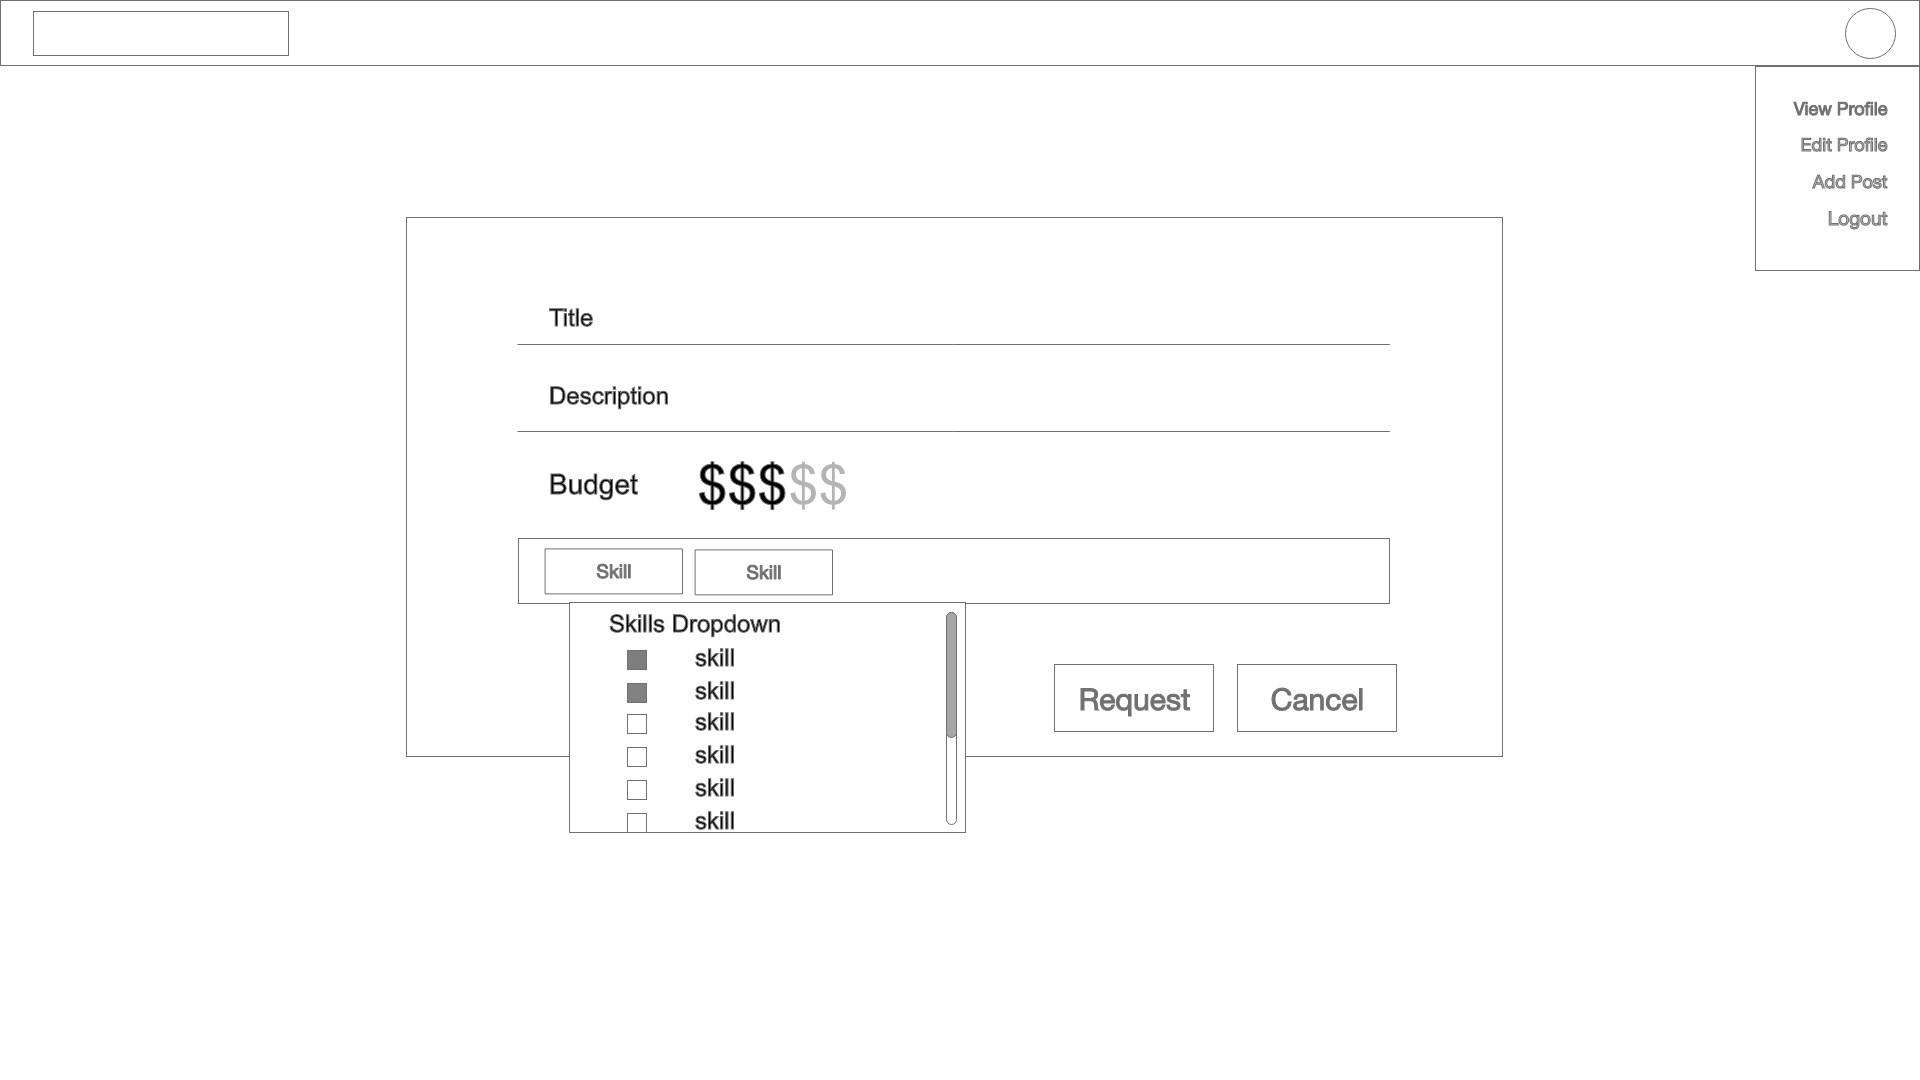 View Profile
Edit Profile
Add Post
Logout
Title
Description
Budget $$$$$
Skill Skill
Skills Dropdown
skill
skill
skill
skill
skill
skill
Request Cancel